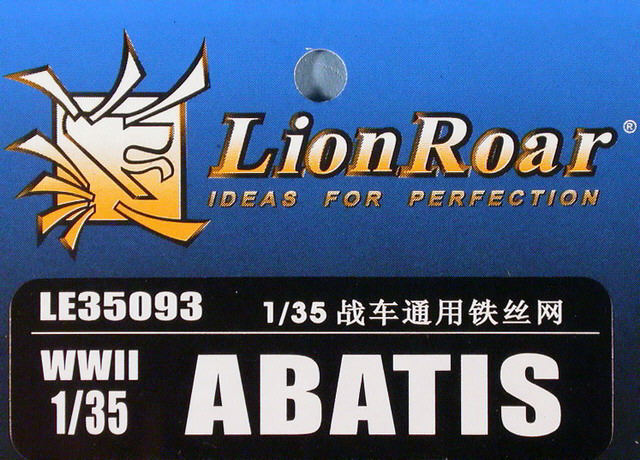 LionRoar®
IDEAS FOR PERFECTION
LE35093 1/35 战车通用铁丝网
WWII
1/35
ABATIS